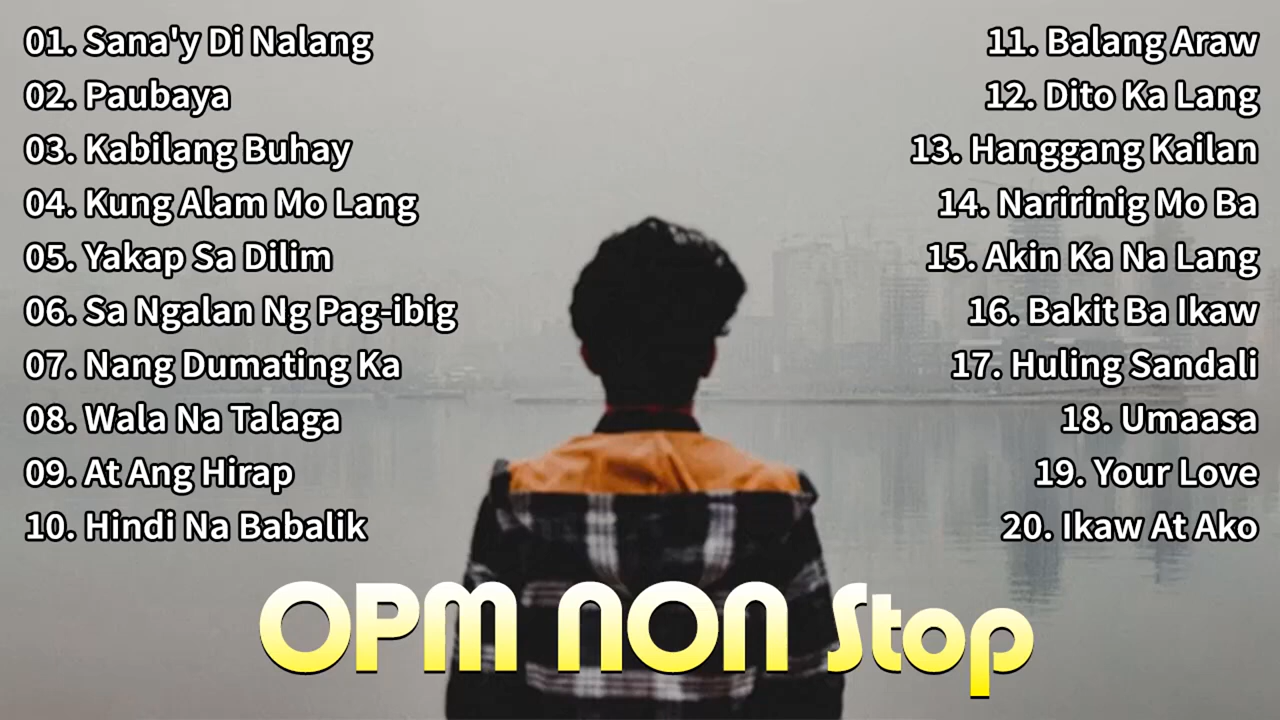 01. Sana'y Di Nalang
02. Paubaya
03. Kabilang Buhay
04. Kung Alam Mo Lang
05. Yakap Sa Dilim
06. Sa Ngalan Ng Pag-ibig
07. Nang Dumating Ka
08. Wala Na Talaga
09. At Ang Hirap
10. Hindi Na Babalik
11. Balang Araw
12. Dito Ka Lang
13. Hanggang Kailan
14. Naririnig Mo Ba
15. Akin Ka Na Lang
16. Bakit Ba Ikaw
17. Huling Sandali
18. Umaasa
19. Your Love
20. Ikaw At Ako
OPM NON Stop